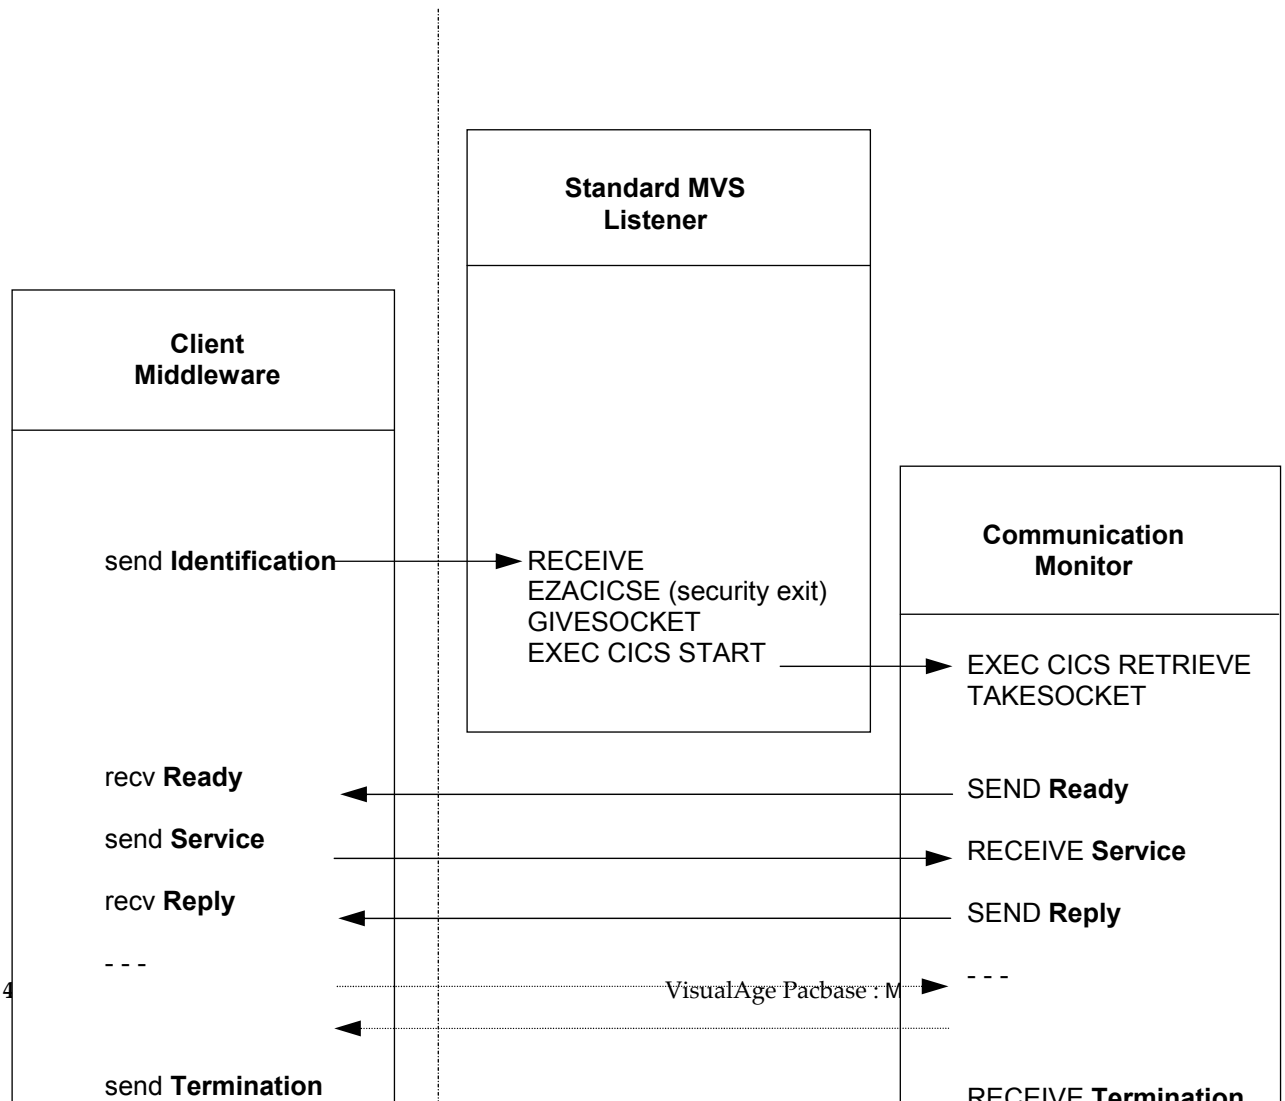 Standard MVS
Listener
Client
Middleware
Communication
Monitor
send Identification
RECEIVE
EZACICSE (security exit)
GIVESOCKET
EXEC CICS START
EXEC CICS RETRIEVE
TAKESOCKET
recv Ready
SEND Ready
send Service
RECEIVE Service
recv Reply
SEND Reply
- - -
- - -
4
VisualAge Pacbase : M
send Termination
RECEIVE Termination